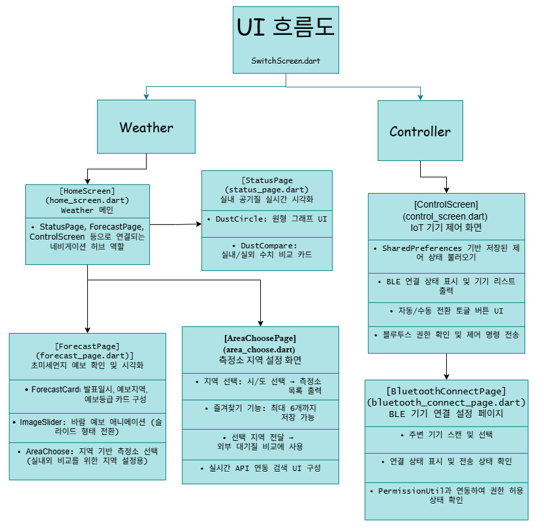 UI 흐름도
SwitchScreen.dart
Weather
Controller
[HomeScreen]
(home_screen.dart)
Weather 메인
• StatusPage, ForecastPage,
ControlScreen 등으로 연결되는
네비게이션 허브 역할
[StatusPage]
(status_page.dart)
실내 공기질 실시간 시각화
• DustCircle: 원형 그래프 UI
• DustCompare:
실내/실외 수치 비교 카드
[ControlScreen]
(control_screen.dart)
IoT 기기 제어 화면
• SharedPreferences 기반 저장된 제
어 상태 불러오기
• BLE 연결 상태 표시 및 기기 리스트
출력
• 자동/수동 전환 토글 버튼 UI
• 블루투스 권한 확인 및 제어 명령 전송
[ForecastPage]
(forecast_page.dart)]
초미세먼지 예보 확인 및 시각화
• ForecastCard: 발표일시, 예보지역,
예보등급 카드 구성
• ImageSlider: 바람 예보 애니메이션 (슬
라이드 형태 전환)
• AreaChoose: 지역 기반 측정소 선택
(실내외 비교를 위한 지역 설정용)
[AreaChoosePage]
(area_choose.dart)
측정소 지역 설정 화면
• 지역 선택: 시/도 선택 → 측정소
목록 출력
• 즐겨찾기 기능: 최대 6개까지
저장 가능
• 선택 지역 전달 →
외부 대기질 비교에 사용
• 실시간 API 연동 검색 UI 구성
[BluetoothConnectPage]
(bluetooth_connect_page.dart)
BLE 기기 연결 설정 페이지
• 주변 기기 스캔 및 선택
• 연결 상태 표시 및 전송 상태 확인
• PermissionUtil과 연동하여 권한 허용
상태 확인